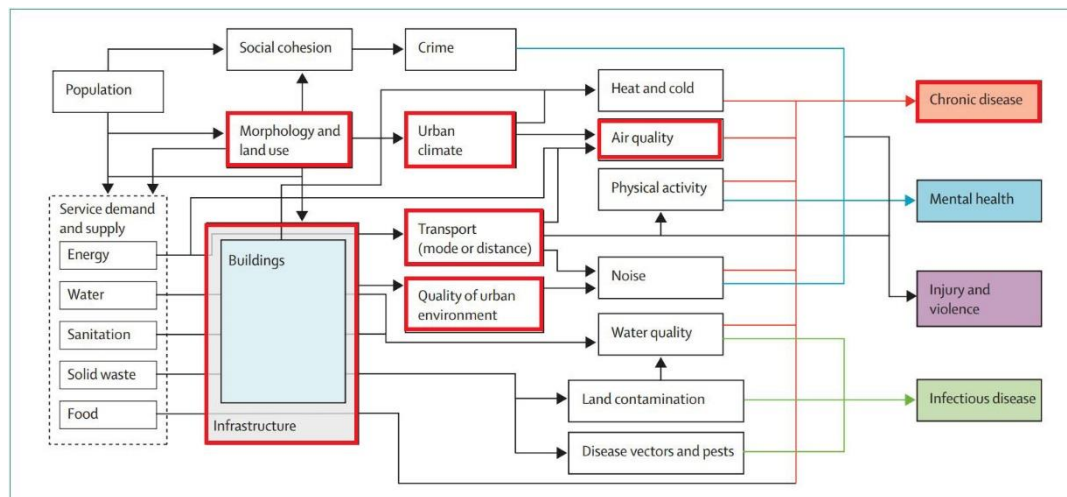 Social cohesion
Crime
Population
Heat and cold
Chronic disease
Morphology and
land use
Urban
climate
Air quality
Physical activity
Mental health
Service demand
and supply
Transport
(mode or distance)
Energy
Buildings
Noise
Injury and
violence
Water
Quality of urban
environment
Sanitation
Water quality
Solid waste
Land contamination
Infectious disease
Food
Infrastructure
Disease vectors and pests